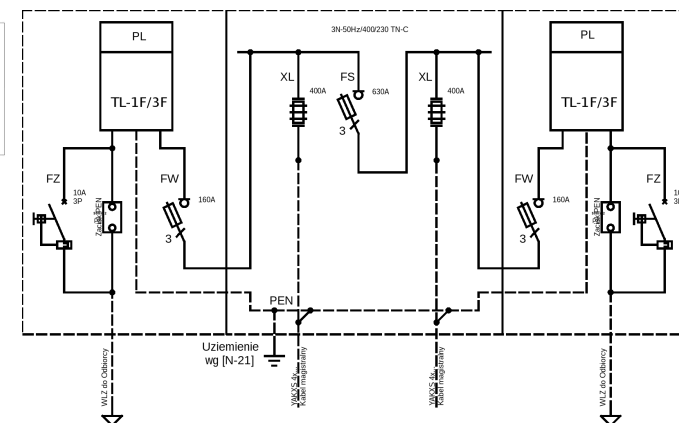 PL
3N-50Hz/400/230 TN-C
PL
XL
FS
XL
400A
630A
400A
TL-1F/3F
TL-1F/3F
3
FZ
10A
3P
FW
160A
FW
160A
FZ
3
3
PEN
Uziemienie
wg [N-21]
WLZ do Odbiorcy
YAKXS 4x
Kabel magistralny
YAKXS 4x
Kabel magistralny
WLZ do Odbiorcy